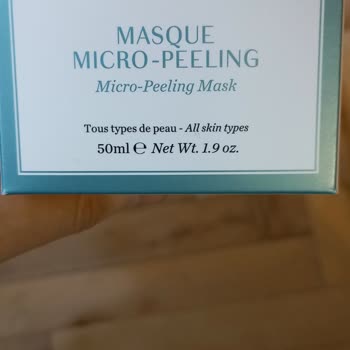 MASQUE
MICRO-PEELING
Micro-Peeling Mask
Tous types de peau - All skin types
50ml ℮ Net Wt. 1.9 oz.